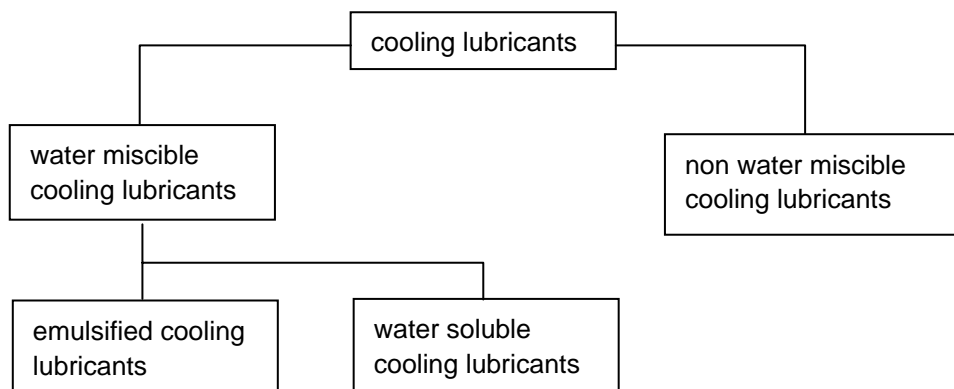 cooling lubricants
water miscible
cooling lubricants
non water miscible
cooling lubricants
emulsified cooling
lubricants
water soluble
cooling lubricants